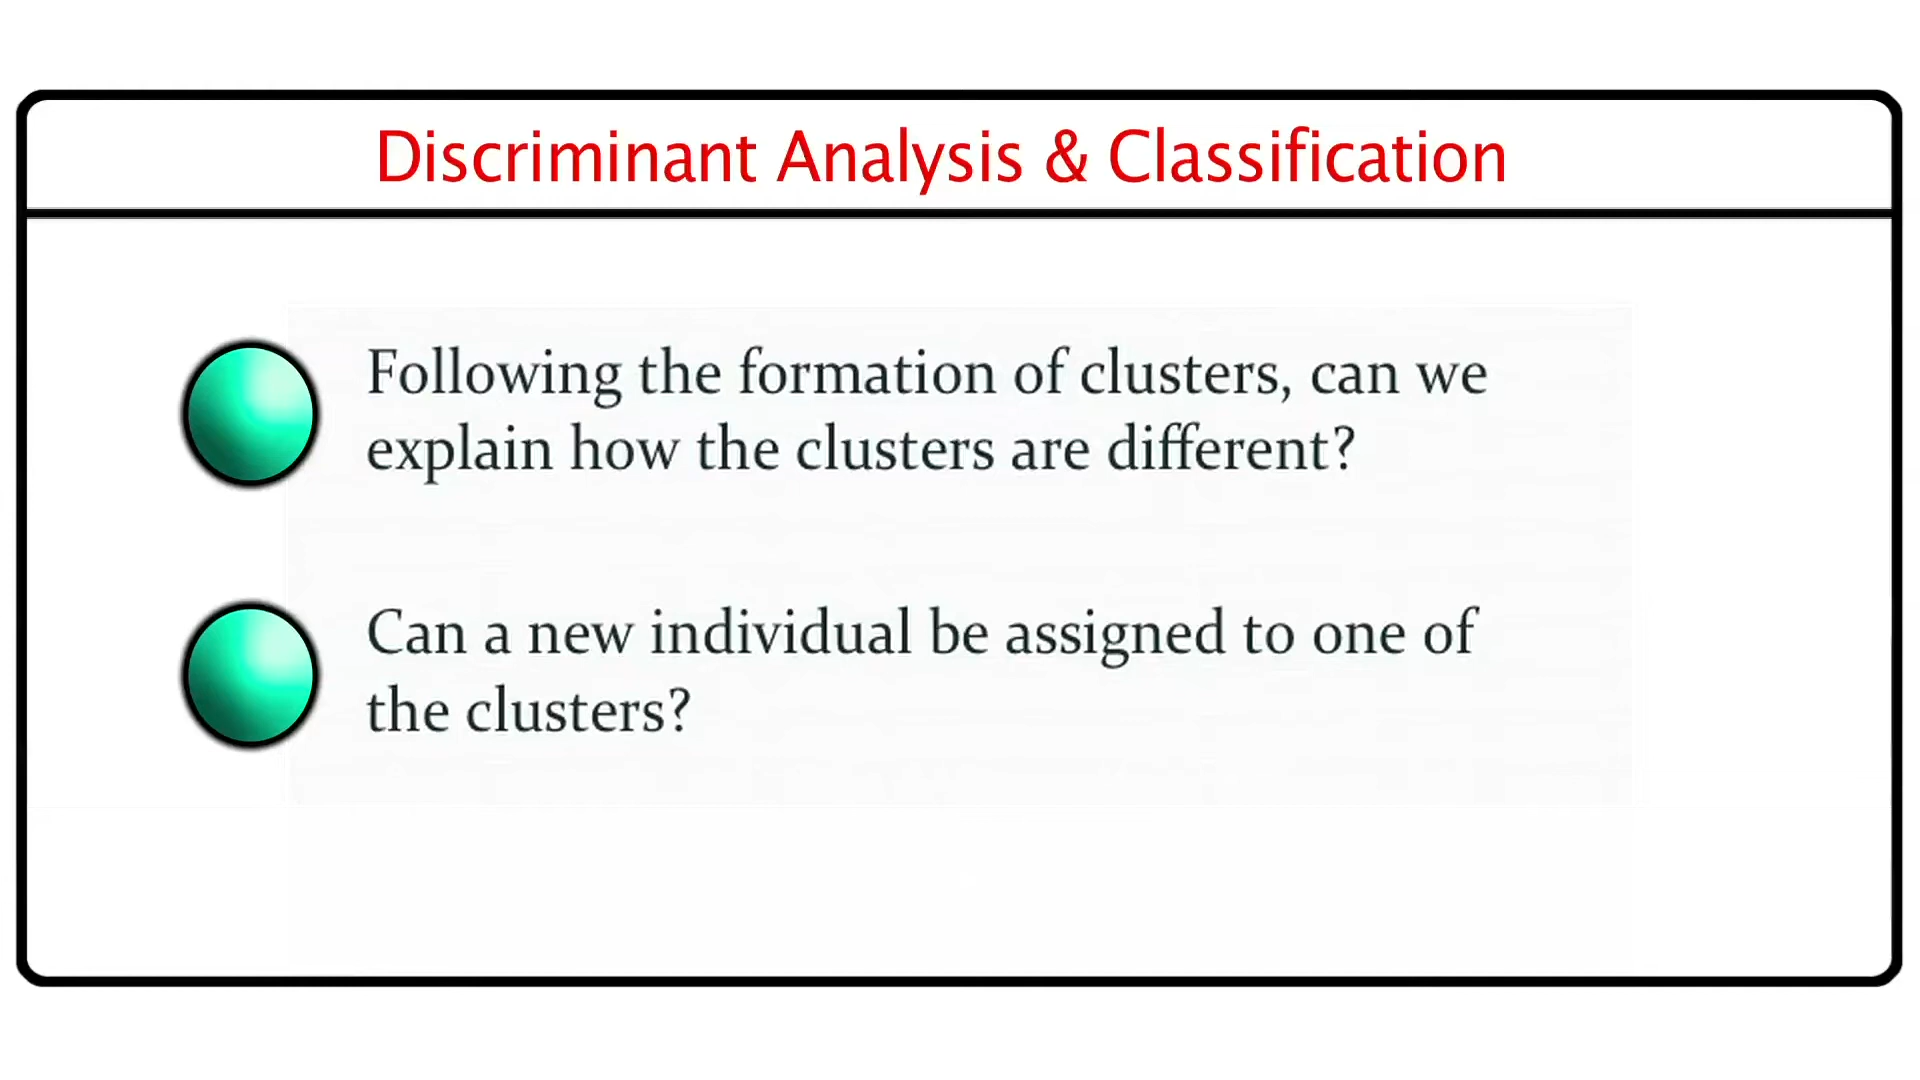 Discriminant Analysis & Classification
Following the formation of clusters, can we
explain how the clusters are different?
Can a new individual be assigned to one of
the clusters?